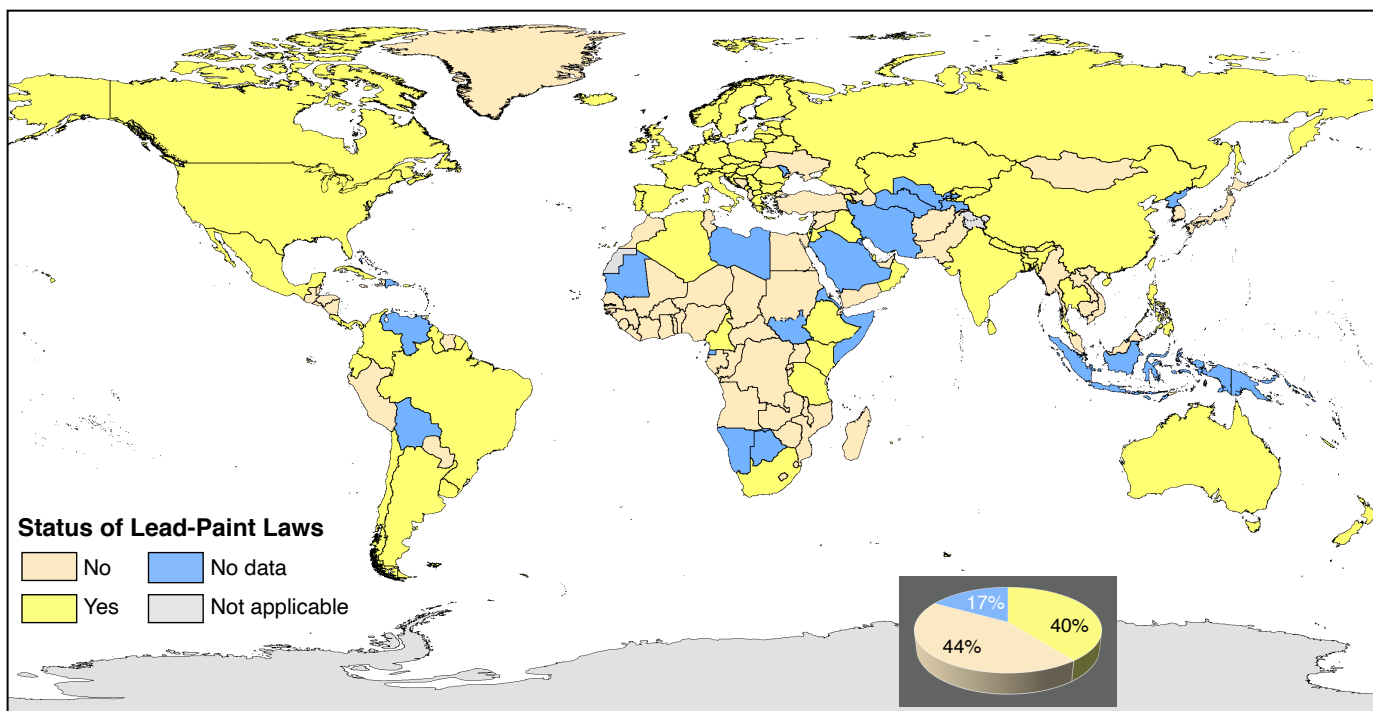 Status of Lead-Paint Laws
No
No data
Yes
Not applicable
17%
40%
44%